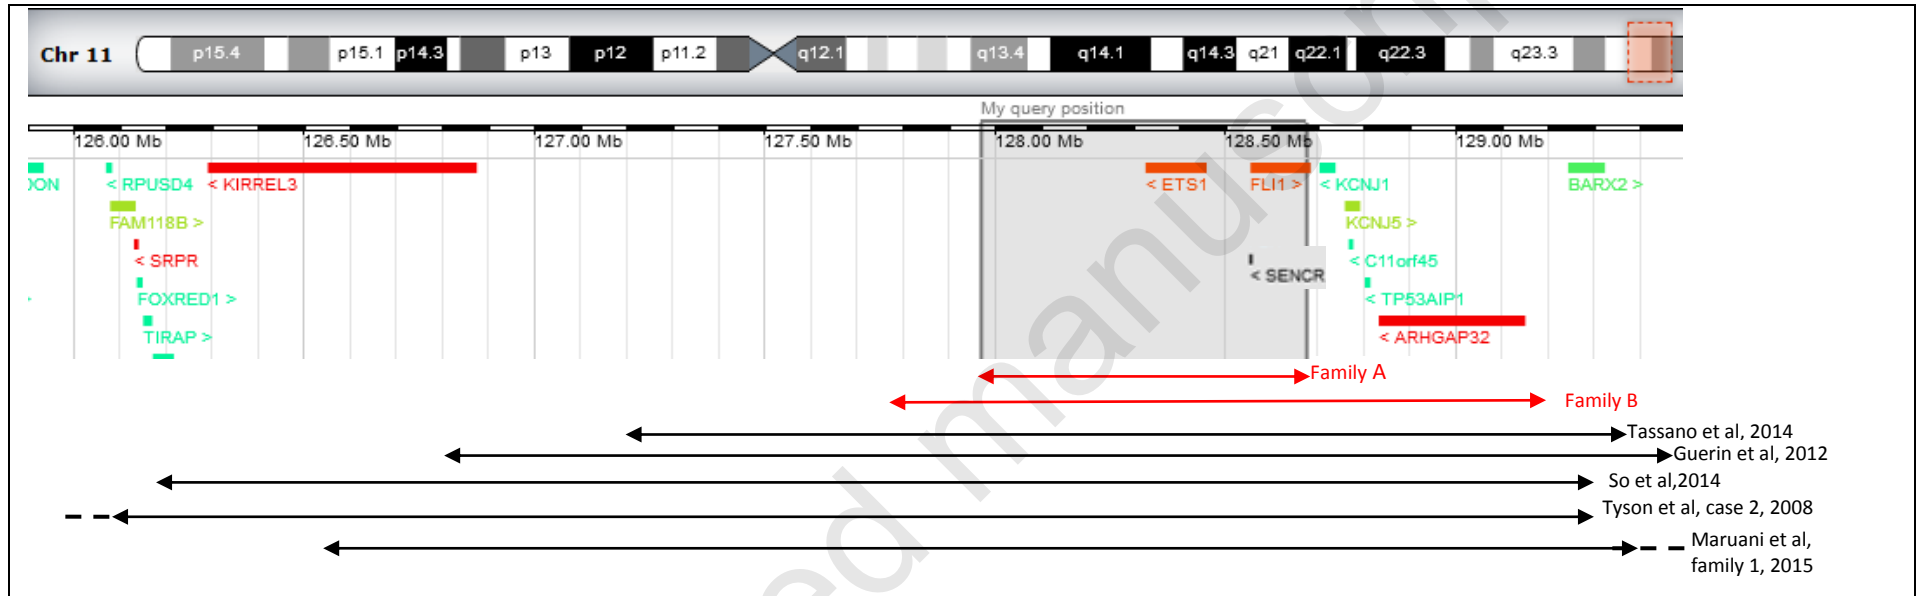 Chr 11 p15.4 p15.1 p14.3 p13 p12 p11.2 q12.1 q13.4 q14.1 q14.3 q21 q22.1 q22.3 q23.3
My query position
126.00 Mb 126.50 Mb 127.00 Mb 127.50 Mb 128.00 Mb 128.50 Mb 129.00 Mb
DON < RPUSD4 < KIRREL3 < ETS1 FLI1 > < KCNJ1 BARX2 >
FAM118B > KCNJ5 >
< SRPR < C11orf45
< SENCR
FOXRED1 > < TP53AIP1
TIRAP > < ARHGAP32
Family A
Family B
Tassano et al, 2014
Guerin et al, 2012
So et al,2014
Tyson et al, case 2, 2008
Maruani et al,
family 1, 2015
ed manuscrip